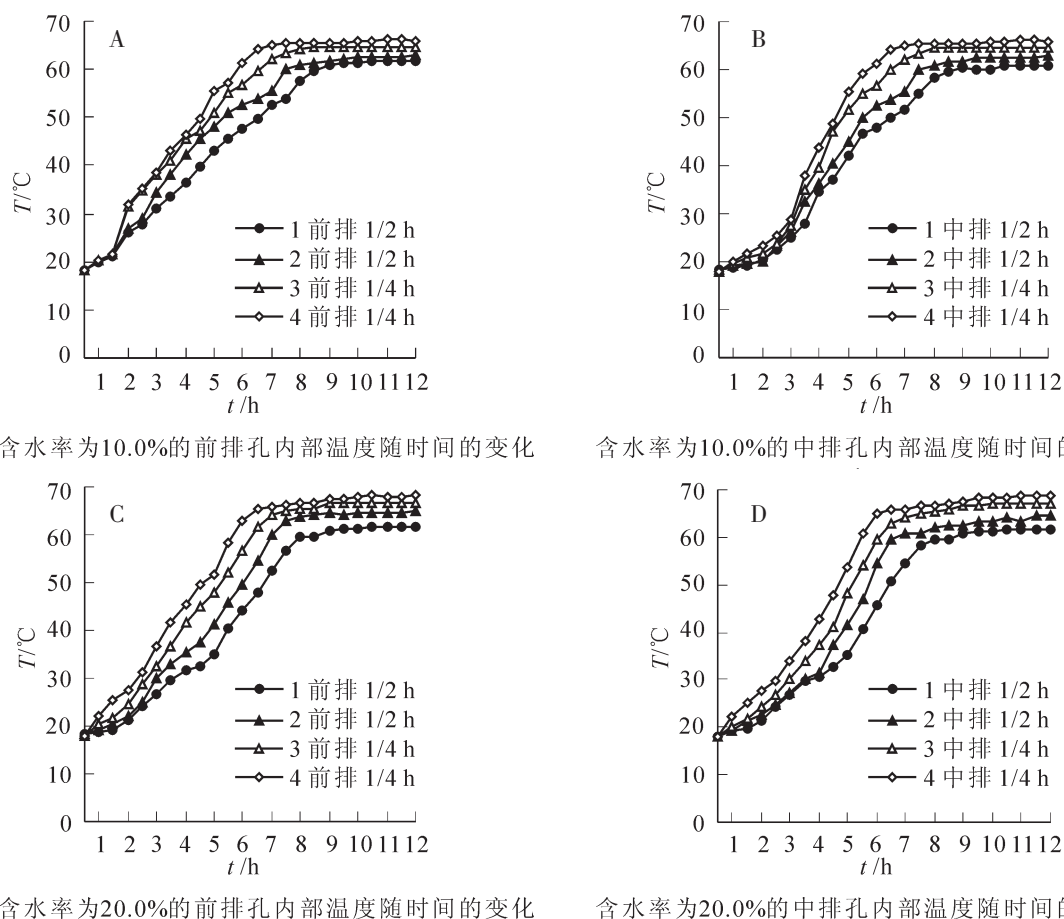 70
60
50
40
30
20
10
0
T/℃
A
1 前排 1/2 h
2 前排 1/2 h
3 前排 1/4 h
4 前排 1/4 h
1 2 3 4 5 6 7 8 9 10 11 12
t/h
含水率为10.0%的前排孔内部温度随时间的变化
70
60
50
40
30
20
10
0
T/℃
B
1 中排 1/2 h
2 中排 1/2 h
3 中排 1/4 h
4 中排 1/4 h
1 2 3 4 5 6 7 8 9 10 11 12
t/h
含水率为10.0%的中排孔内部温度随时间的
70
60
50
40
30
20
10
0
T/℃
C
1 前排 1/2 h
2 前排 1/2 h
3 前排 1/4 h
4 前排 1/4 h
1 2 3 4 5 6 7 8 9 10 11 12
t/h
含水率为20.0%的前排孔内部温度随时间的变化
70
60
50
40
30
20
10
0
T/℃
D
1 中排 1/2 h
2 中排 1/2 h
3 中排 1/4 h
4 中排 1/4 h
1 2 3 4 5 6 7 8 9 10 11 12
t/h
含水率为20.0%的中排孔内部温度随时间的